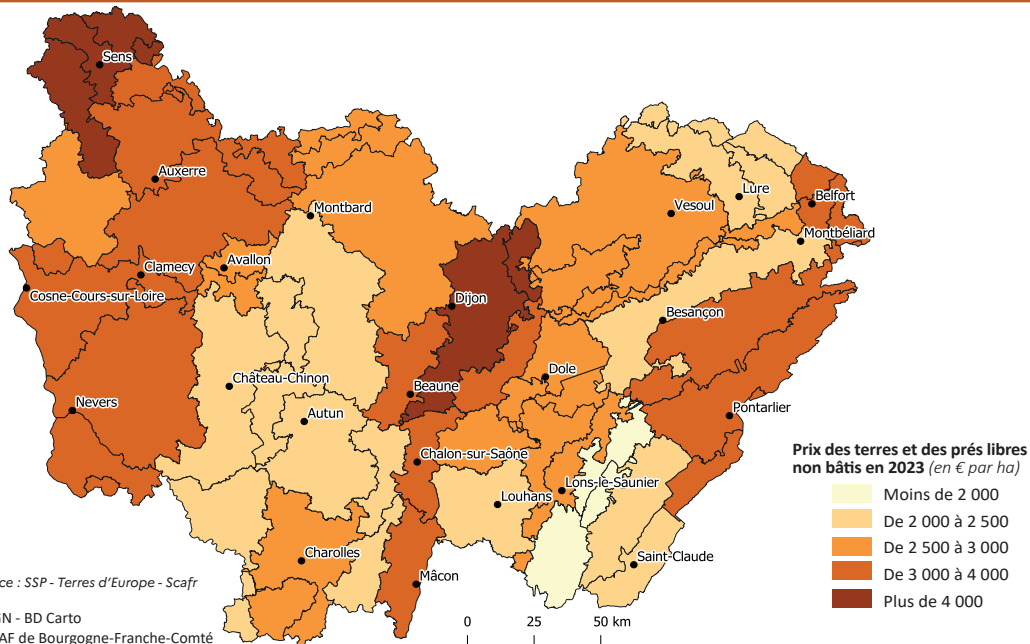 Sens
Auxerre
Montbard
Lure
Vesoul
Belfort
Montbéliard
Avallon
Clamecy
Cosne-Cours-sur-Loire
Dijon
Besançon
Dole
Château-Chinon
Beaune
Nevers
Autun
Pontarlier
Chalon-sur-Saône
Lons-le-Saunier
Louhans
Charolles
Saint-Claude
Mâcon
Prix des terres et des prés libres
non bâtis en 2023 (en € par ha)
Moins de 2 000
De 2 000 à 2 500
De 2 500 à 3 000
De 3 000 à 4 000
Plus de 4 000
ce : SSP - Terres d'Europe - Scafr
GN - BD Carto
AF de Bourgogne-Franche-Comté
0 25 50 km